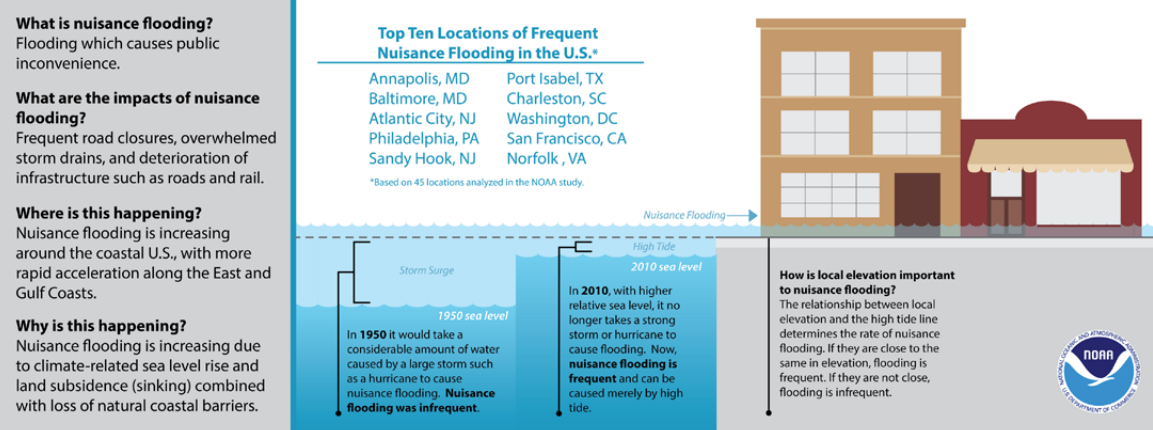 What is nuisance flooding?
Flooding which causes public
inconvenience.
What are the impacts of nuisance
flooding?
Frequent road closures, overwhelmed
storm drains, and deterioration of
infrastructure such as roads and rail.
Where is this happening?
Nuisance flooding is increasing
around the coastal U.S., with more
rapid acceleration along the East and
Gulf Coasts.
Why is this happening?
Nuisance flooding is increasing due
to climate-related sea level rise and
land subsidence (sinking) combined
with loss of natural coastal barriers.
Top Ten Locations of Frequent
Nuisance Flooding in the U.S.*
Annapolis, MD
Baltimore, MD
Atlantic City, NJ
Philadelphia, PA
Sandy Hook, NJ
Port Isabel, TX
Charleston, SC
Washington, DC
San Francisco, CA
Norfolk , VA
*Based on 45 locations analyzed in the NOAA study.
Nuisance Flooding
Storm Surge
1950 sea level
In 1950 it would take a
considerable amount of water
caused by a large storm such
as a hurricane to cause
nuisance flooding. Nuisance
flooding was infrequent.
High Tide
2010 sea level
In 2010, with higher
relative sea level, it no
longer takes a strong
storm or hurricane to
cause flooding. Now,
nuisance flooding is
frequent and can be
caused merely by high
tide.
How is local elevation important
to nuisance flooding?
The relationship between local
elevation and the high tide line
determines the rate of nuisance
flooding. If they are close to the
same in elevation, flooding is
frequent. If they are not close,
flooding is infrequent.
NATIONAL OCEANIC AND ATMOSPHERIC ADMINISTRATION
NOAA
U.S. DEPARTMENT OF COMMERCE